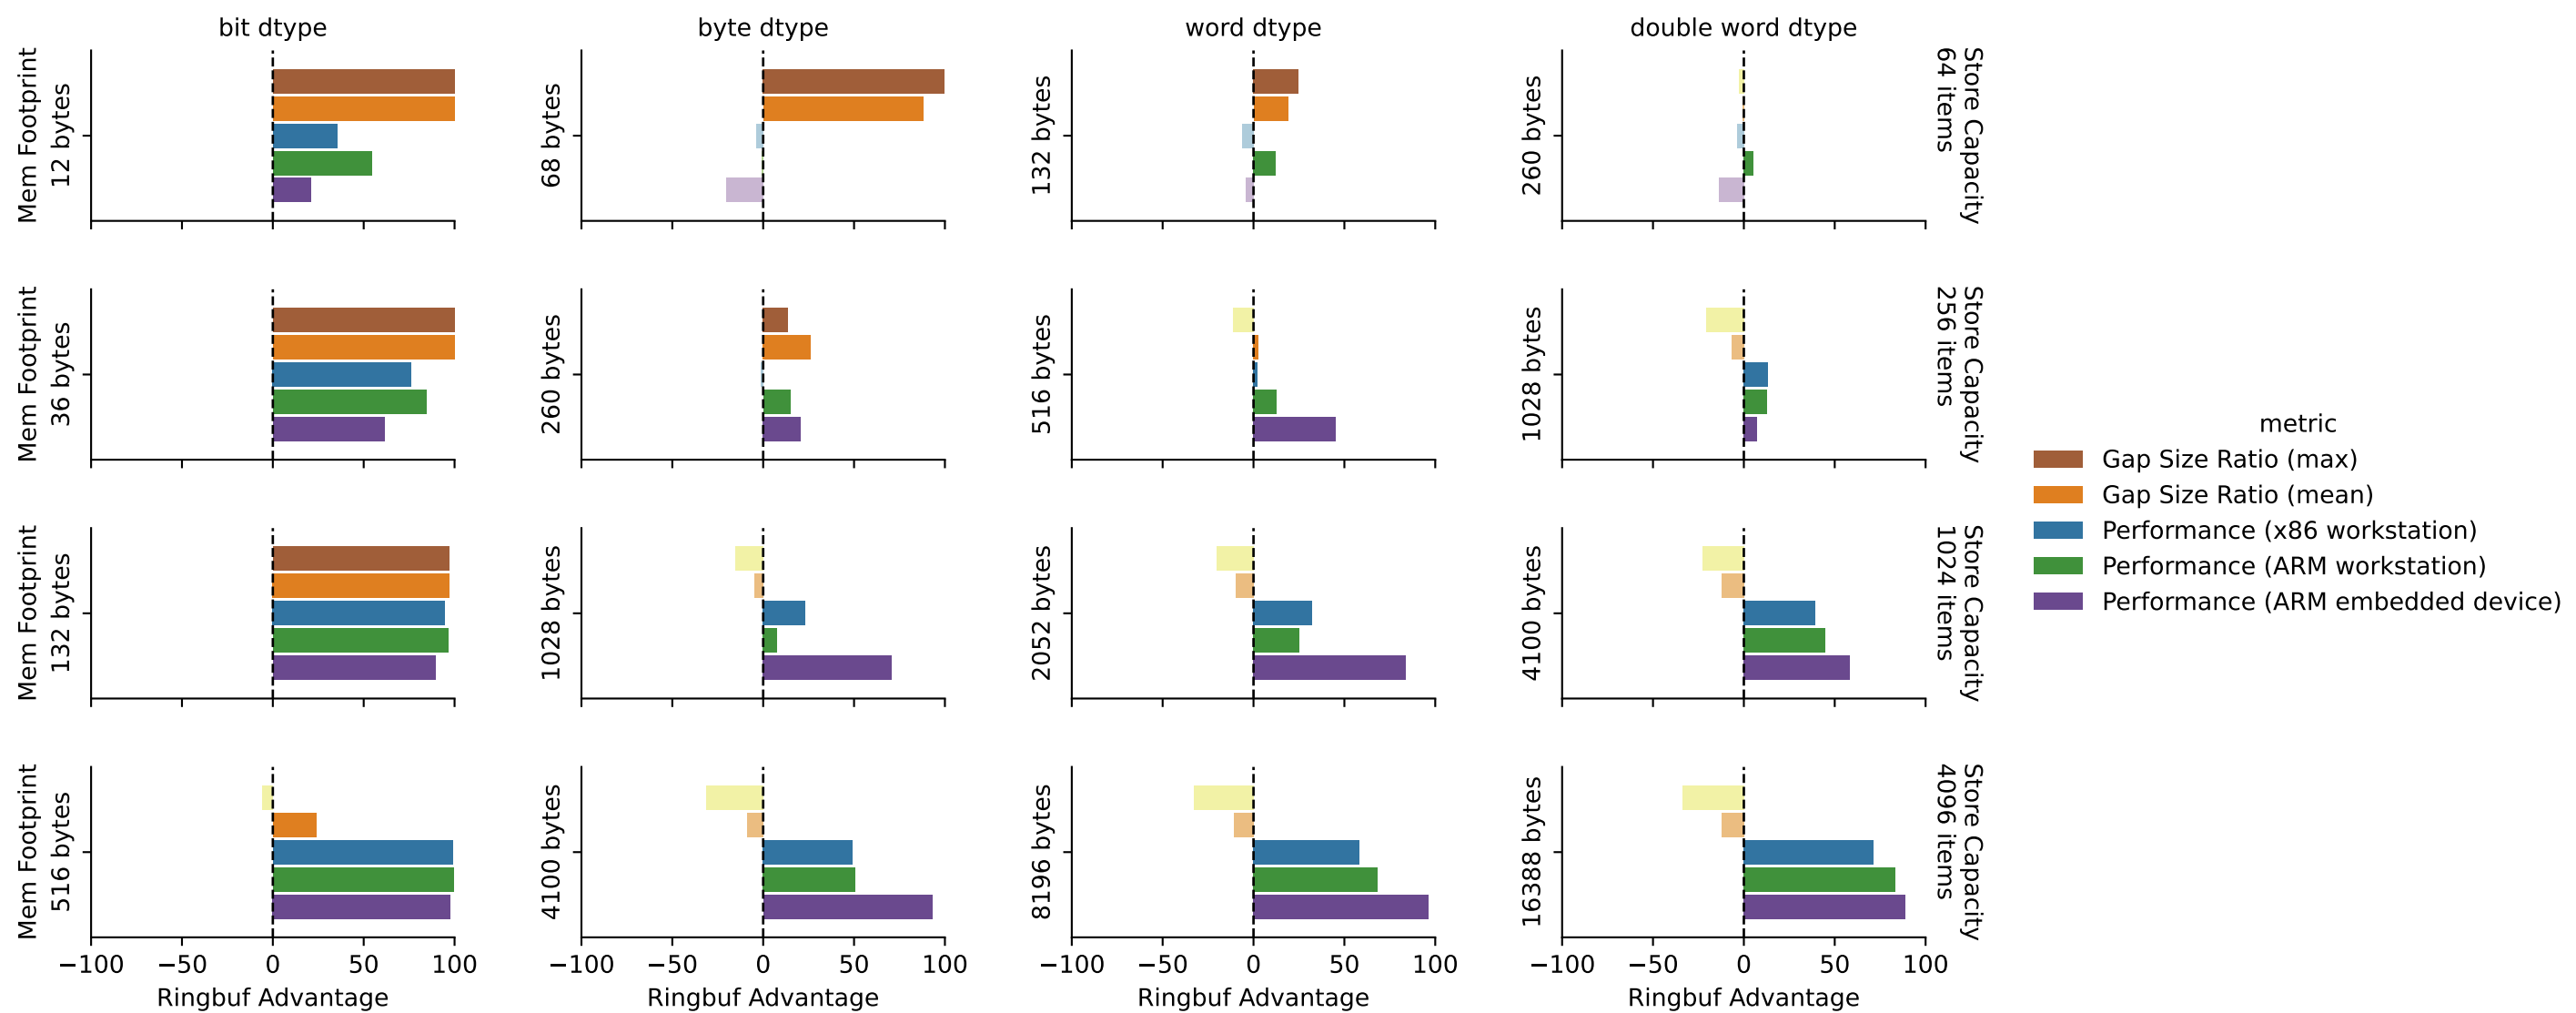 bit dtype
byte dtype
word dtype
double word dtype
Mem Footprint
12 bytes
68 bytes
132 bytes
260 bytes
Store Capacity
64 items
Mem Footprint
36 bytes
260 bytes
516 bytes
1028 bytes
Store Capacity
256 items
Mem Footprint
132 bytes
1028 bytes
2052 bytes
4100 bytes
Store Capacity
1024 items
Mem Footprint
516 bytes
4100 bytes
8196 bytes
16388 bytes
Store Capacity
4096 items
−100 −50 0 50 100
−100 −50 0 50 100
−100 −50 0 50 100
−100 −50 0 50 100
Ringbuf Advantage
Ringbuf Advantage
Ringbuf Advantage
Ringbuf Advantage
metric
Gap Size Ratio (max)
Gap Size Ratio (mean)
Performance (x86 workstation)
Performance (ARM workstation)
Performance (ARM embedded device)